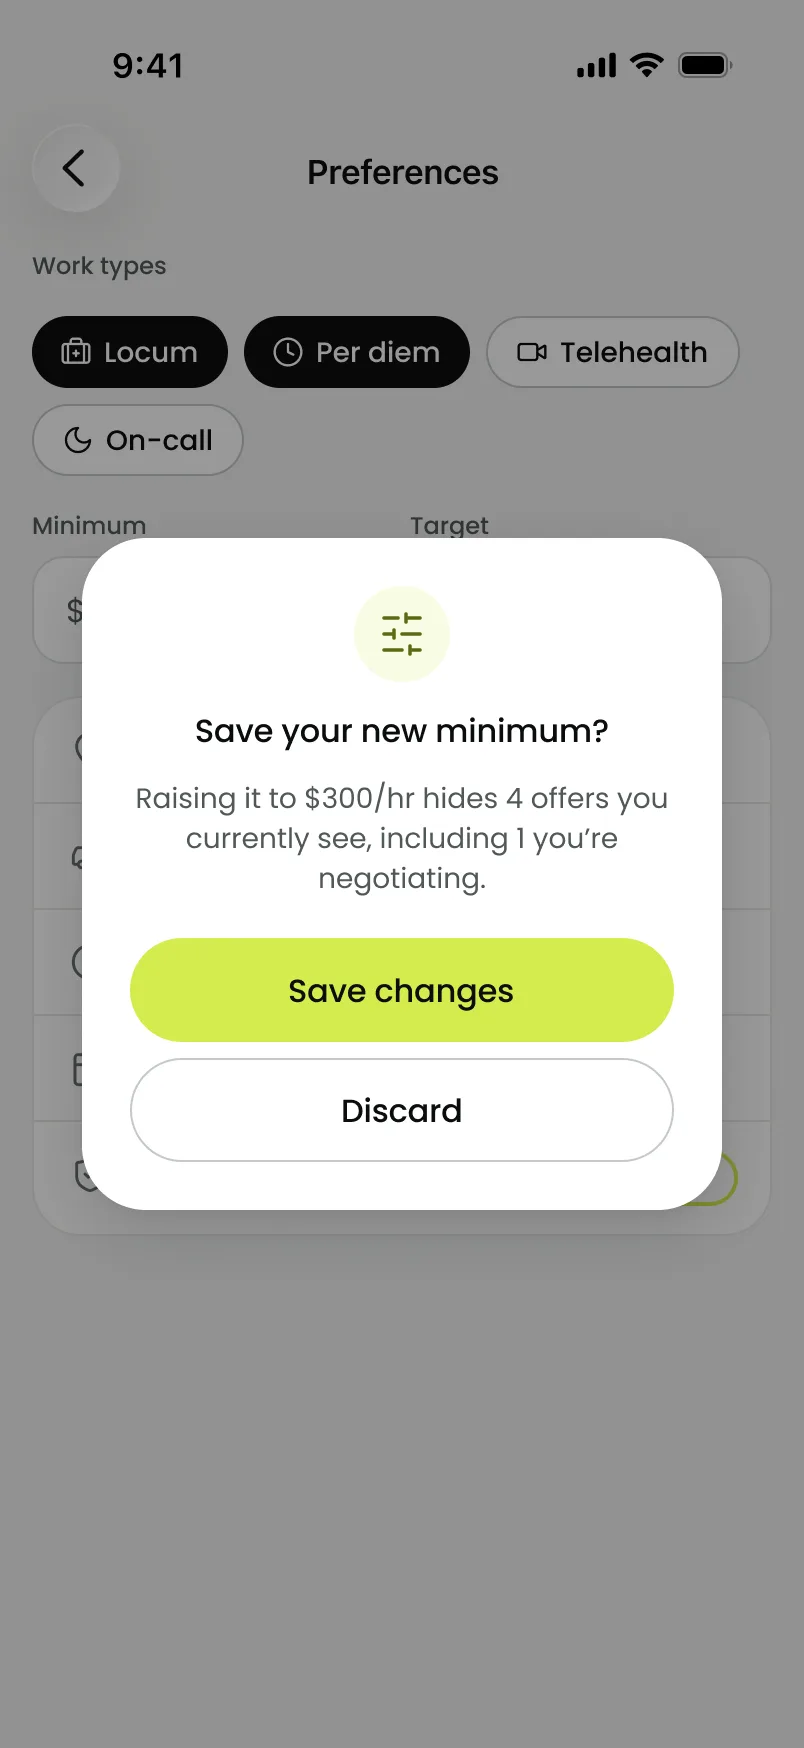 9:41
Preferences
Work types
Locum
Per diem
Telehealth
On-call
Minimum
Target
$
Save your new minimum?
Raising it to $300/hr hides 4 offers you
currently see, including 1 you’re
negotiating.
Save changes
Discard